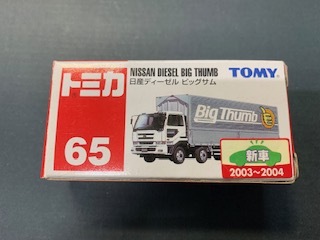 トミカ
NISSAN DIESEL BIG THUMB
日産ディーゼル ビッグサム
TOMY
65
Big Thumb
新車
2003～2004